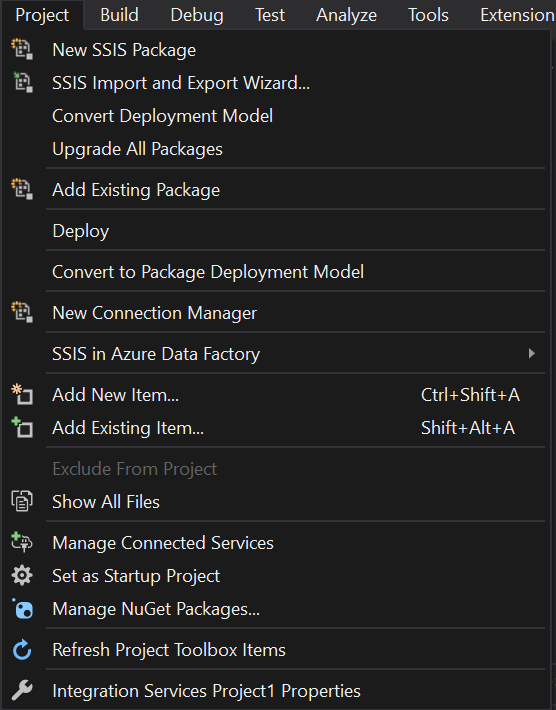 Project Build Debug Test Analyze Tools Extension
New SSIS Package
SSIS Import and Export Wizard...
Convert Deployment Model
Upgrade All Packages
Add Existing Package
Deploy
Convert to Package Deployment Model
New Connection Manager
SSIS in Azure Data Factory
Add New Item... Ctrl+Shift+A
Add Existing Item... Shift+Alt+A
Exclude From Project
Show All Files
Manage Connected Services
Set as Startup Project
Manage NuGet Packages...
Refresh Project Toolbox Items
Integration Services Project1 Properties